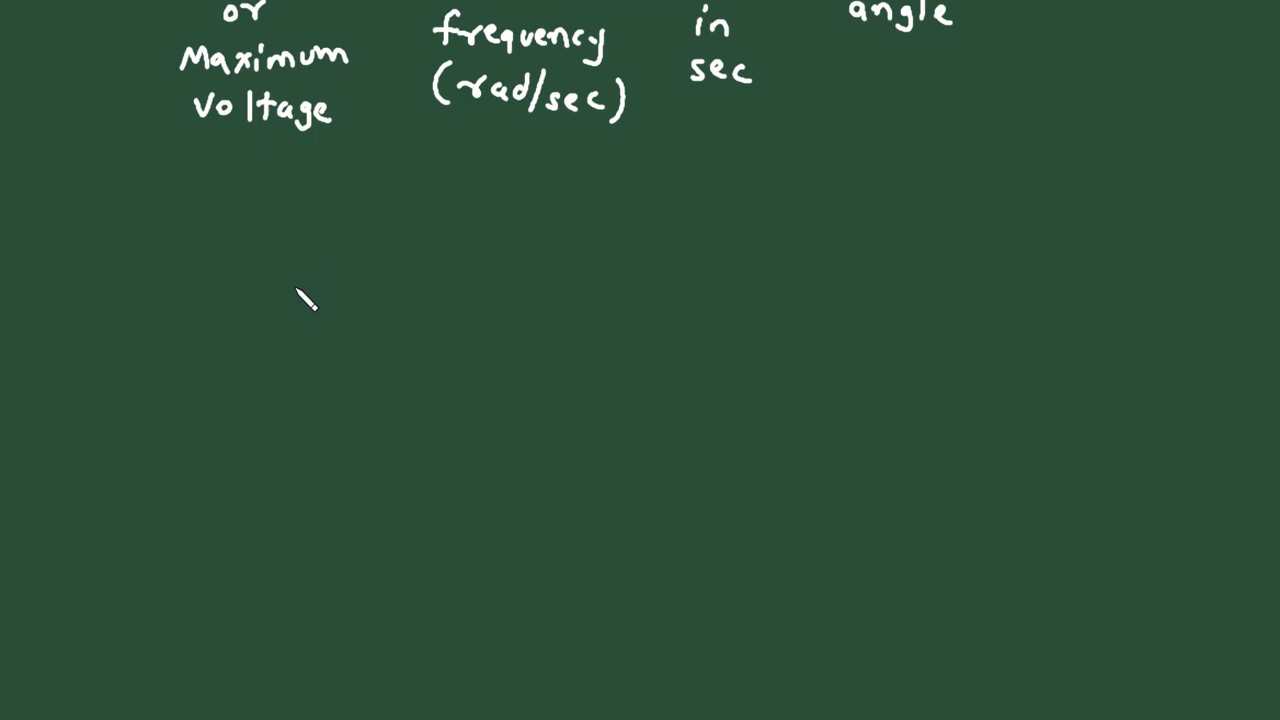 or
Maximum
Voltage
frequency
(rad/sec)
in
sec
angle